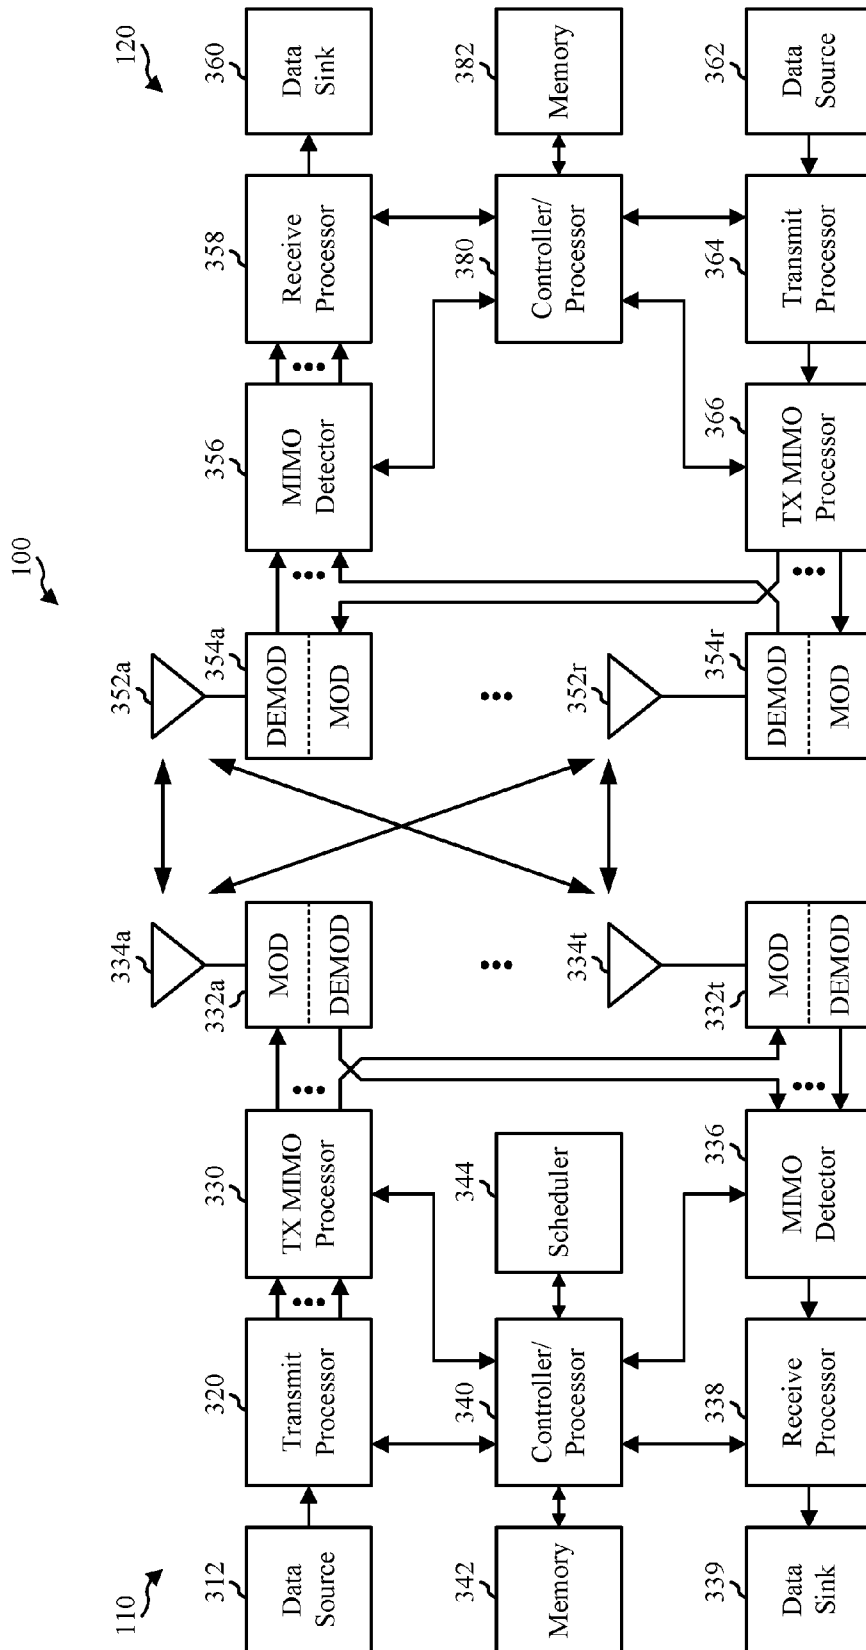 100
110
120
312
Data
Source
320
Transmit
Processor
330
TX MIMO
Processor
332a
MOD
DEMOD
334a
352a
354a
DEMOD
MOD
356
MIMO
Detector
358
Receive
Processor
360
Data
Sink
342
Memory
340
Controller/
Processor
344
Scheduler
380
Controller/
Processor
382
Memory
339
Data
Sink
338
Receive
Processor
336
MIMO
Detector
332t
MOD
DEMOD
334t
352r
354r
DEMOD
MOD
366
TX MIMO
Processor
364
Transmit
Processor
362
Data
Source